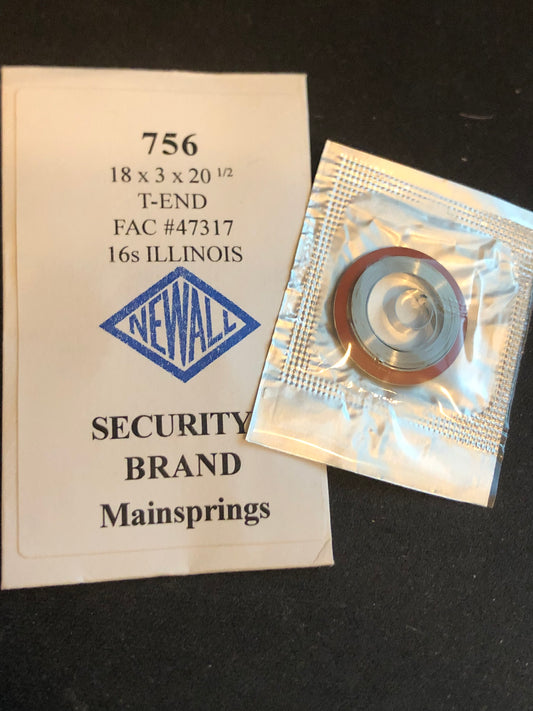 756
18 x 3 x 20 1/2
T-END
FAC #47317
16s ILLINOIS
NEWALL
SECURITY
BRAND
Mainsprings